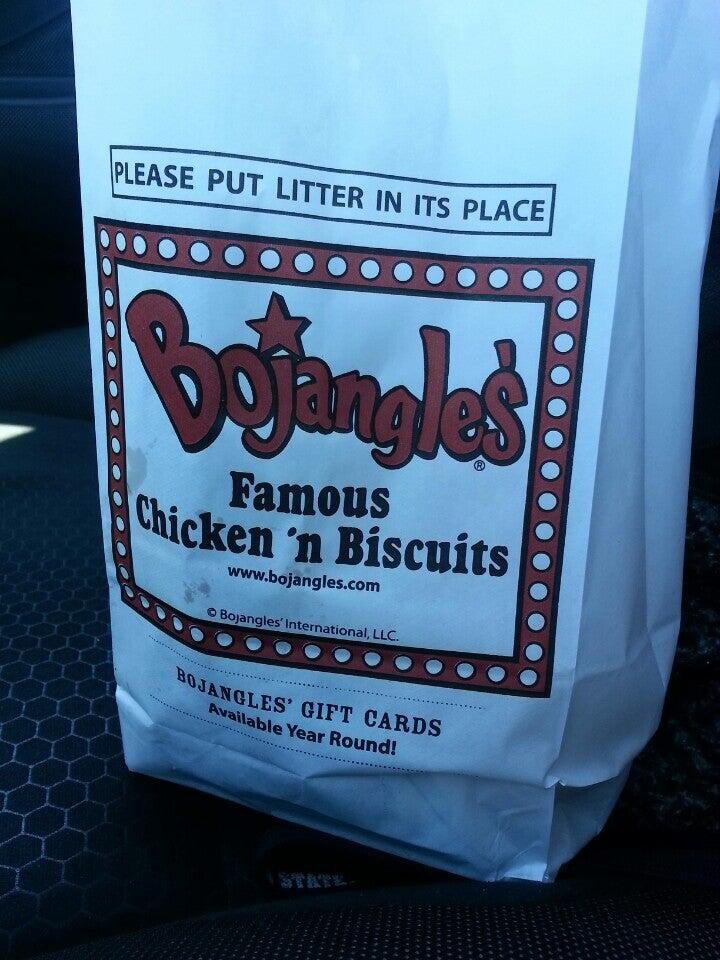 PLEASE PUT LITTER IN ITS PLACE
Bojangles'
®
Famous
Chicken 'n Biscuits
www.bojangles.com
© Bojangles' International, LLC.
BOJANGLES' GIFT CARDS
Available Year Round!